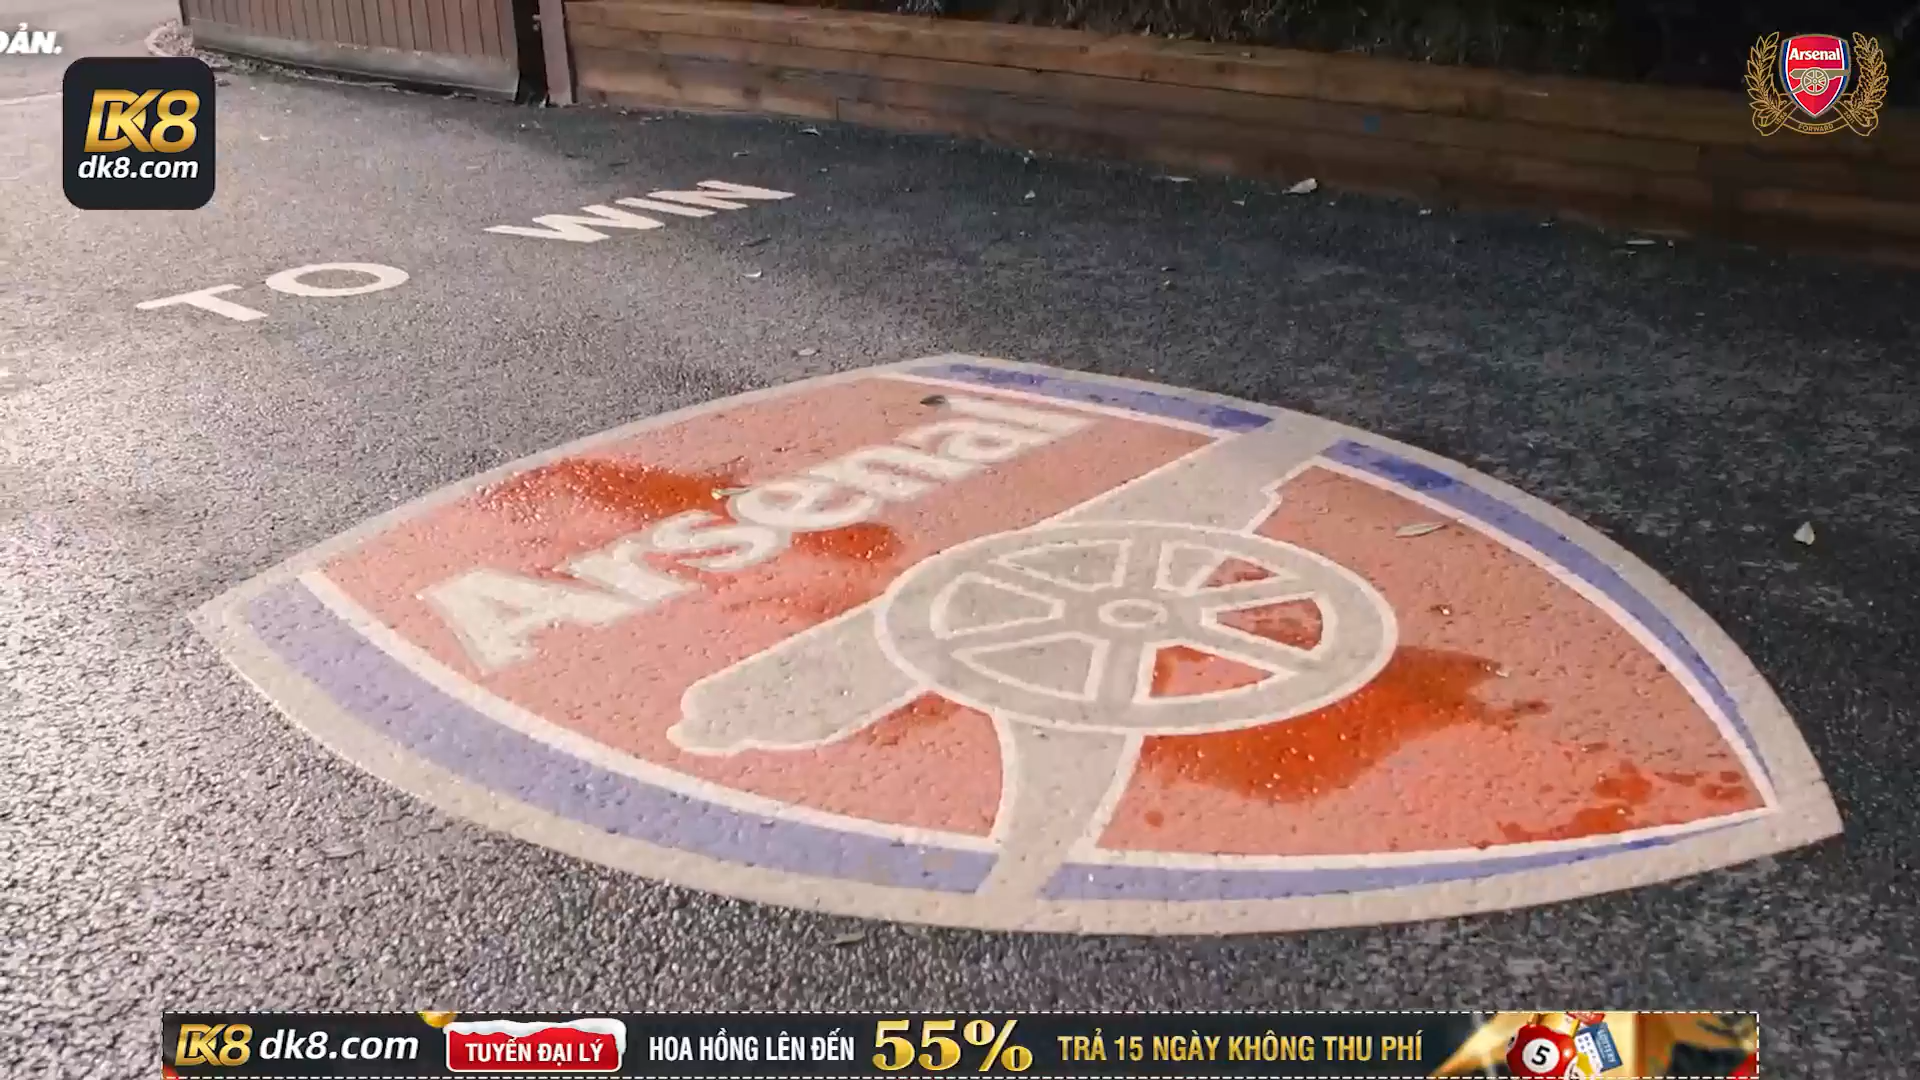 ĐẢN.
DK8
dk8.com
Arsenal
FORWARD
TO WIN
Arsenal
DK8 dk8.com TUYỂN ĐẠI LÝ HOA HỒNG LÊN ĐẾN 55% TRẢ 15 NGÀY KHÔNG THU PHÍ
5